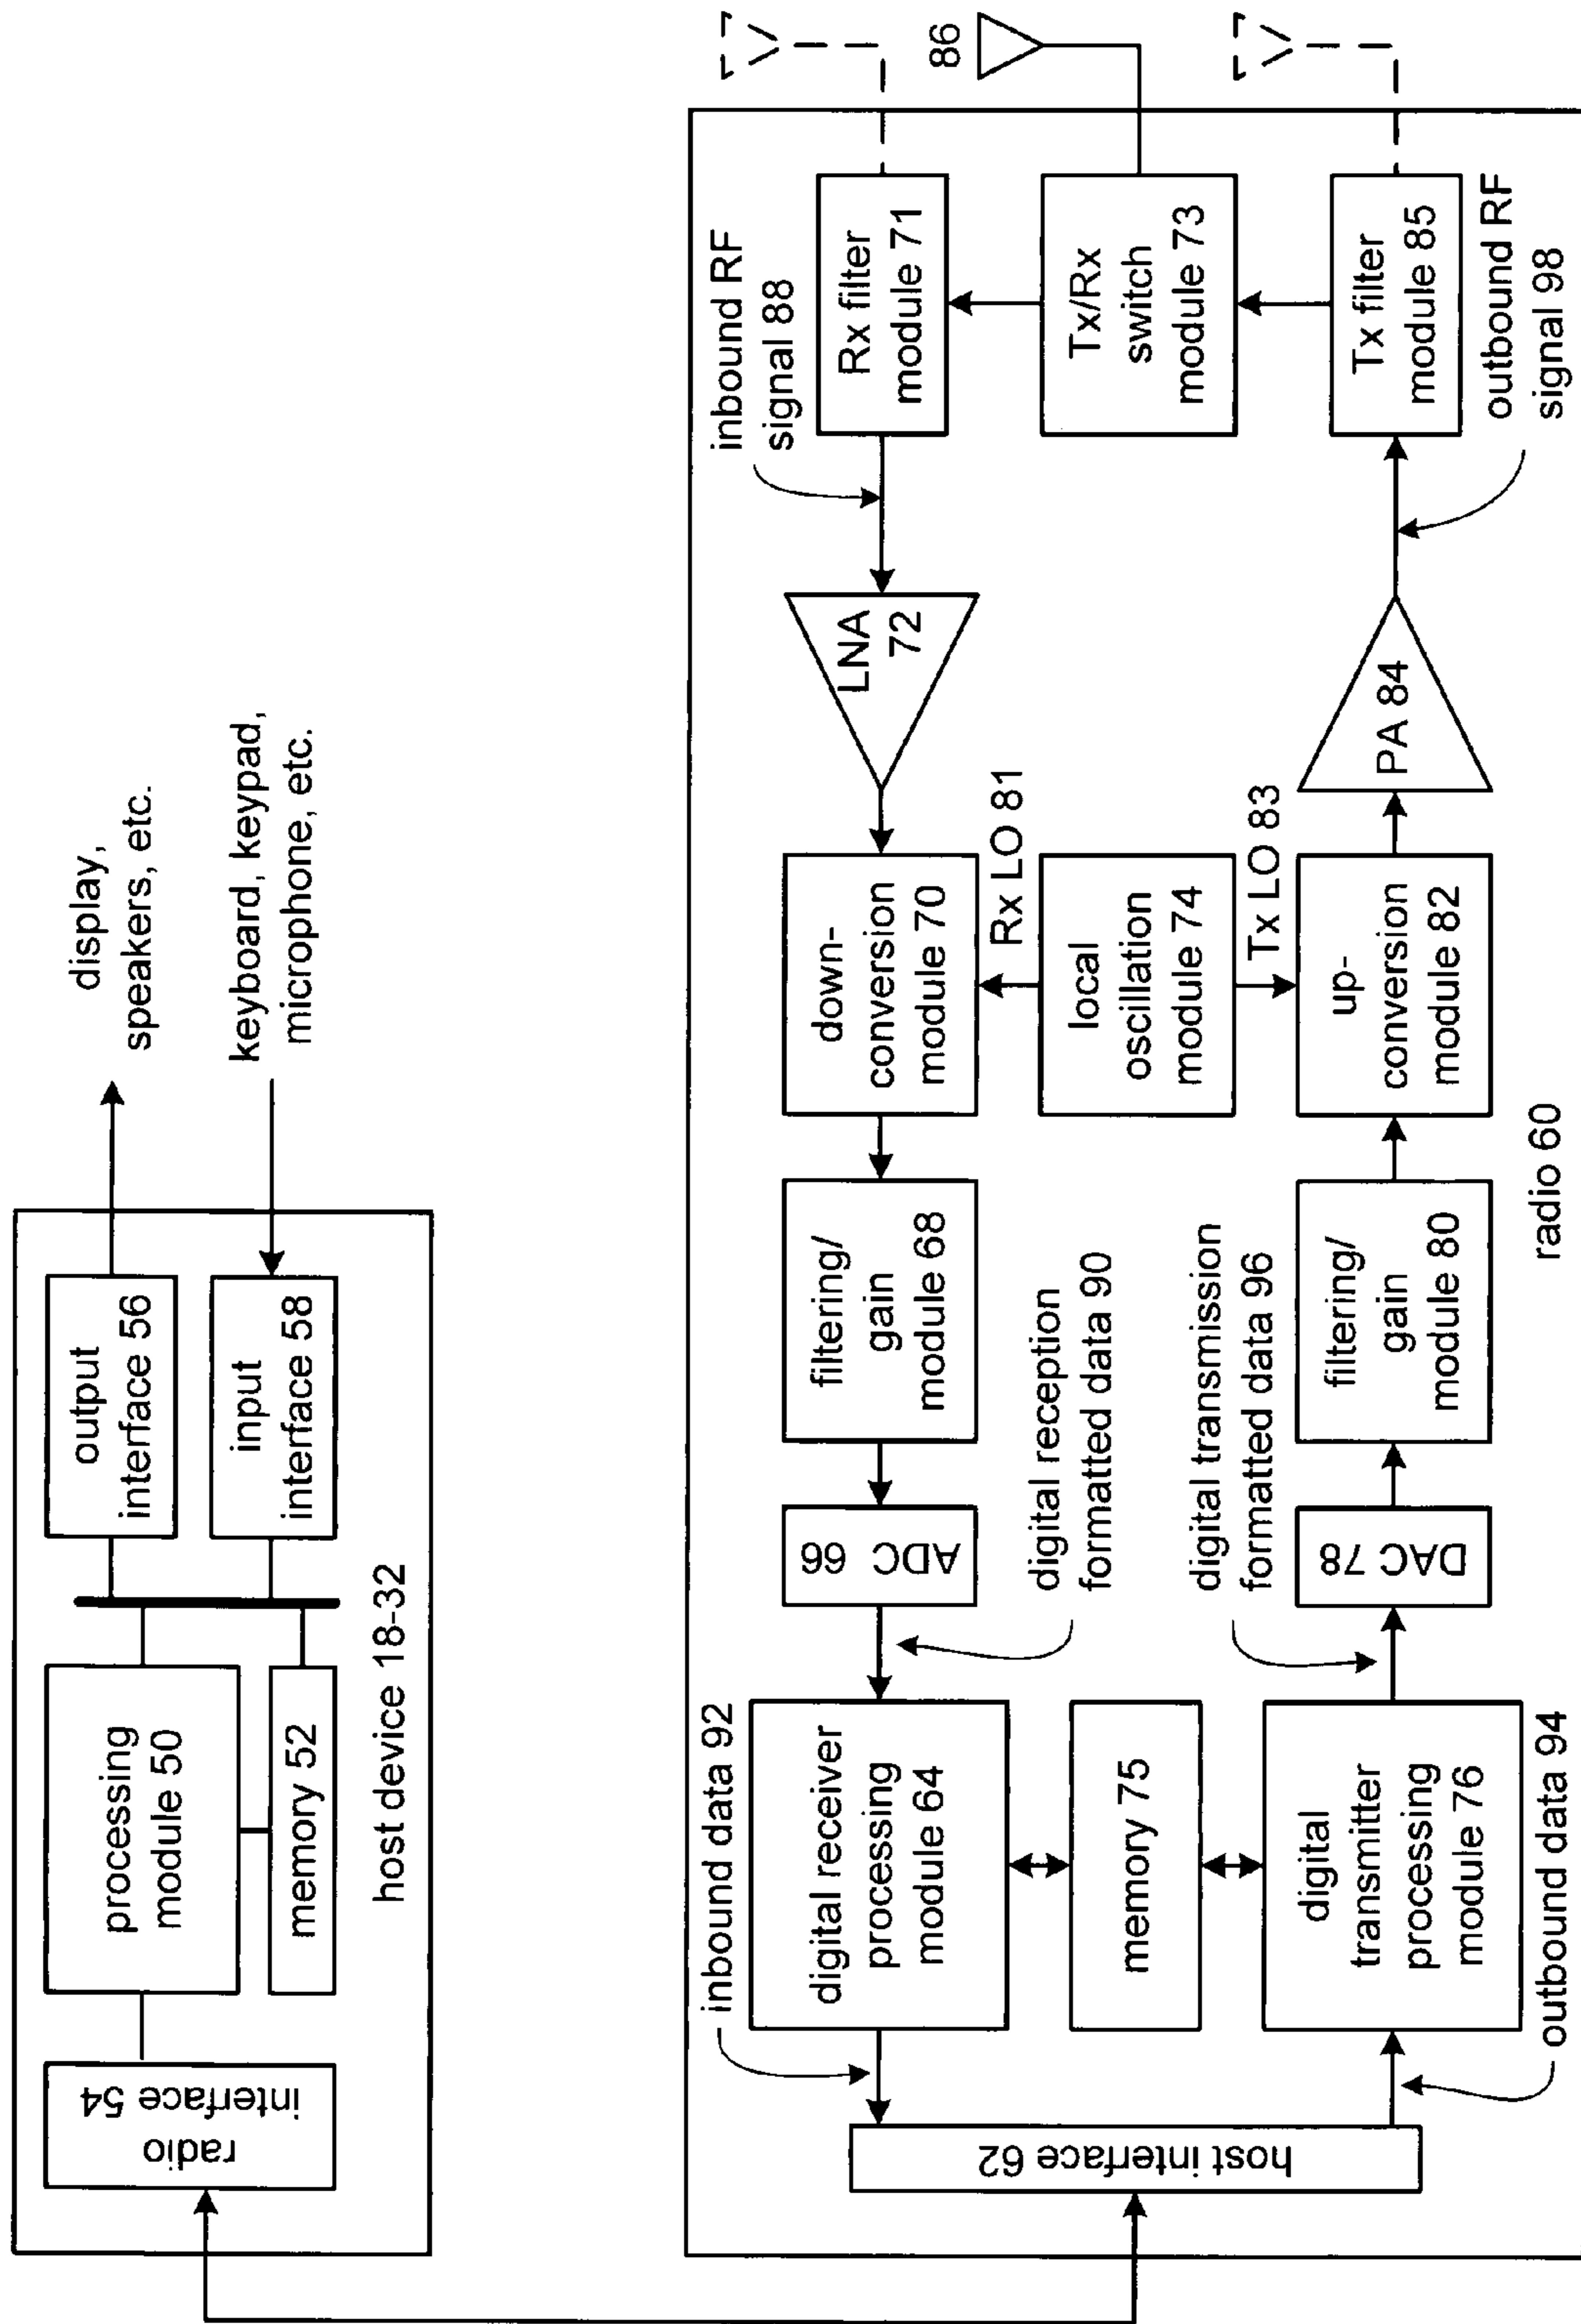 radio
interface 54
processing
module 50
memory 52
output
interface 56
input
interface 58
display,
speakers, etc.
keyboard, keypad,
microphone, etc.
host device 18-32
host interface 62
inbound data 92
digital receiver
processing
module 64
memory 75
digital
transmitter
processing
module 76
outbound data 94
ADC 66
digital reception
formatted data 90
digital transmission
formatted data 96
DAC 78
filtering/
gain
module 68
filtering/
gain
module 80
down-
conversion
module 70
Rx LO 81
local
oscillation
module 74
Tx LO 83
up-
conversion
module 82
LNA
72
PA 84
inbound RF
signal 88
Rx filter
module 71
Tx/Rx
switch
module 73
Tx filter
module 85
outbound RF
signal 98
86
radio 60